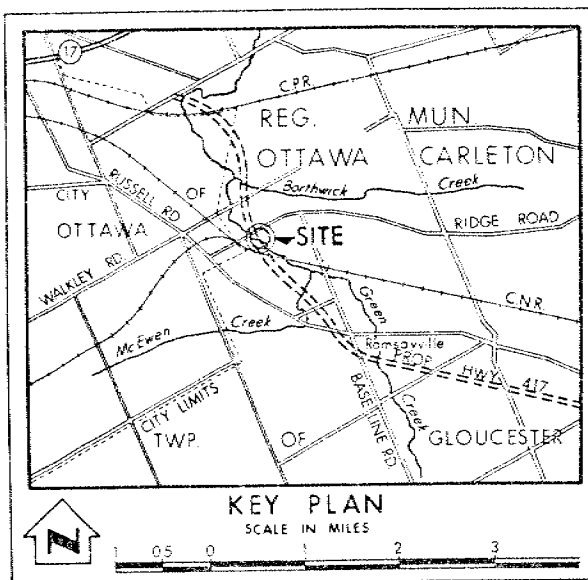 17
CPR
REG. MUN
OTTAWA CARLETON
CITY OF
OTTAWA
RUSSELL RD
Borthwick Creek
RIDGE ROAD
SITE
WALKLEY RD.
Green
CNR
McEwen Creek
Ramsayville
PROP.
HWY. 417
CITY LIMITS
BASELINE RD.
Creek
TWP. OF GLOUCESTER
KEY PLAN
SCALE IN MILES
N
1 0.5 0 1 2 3